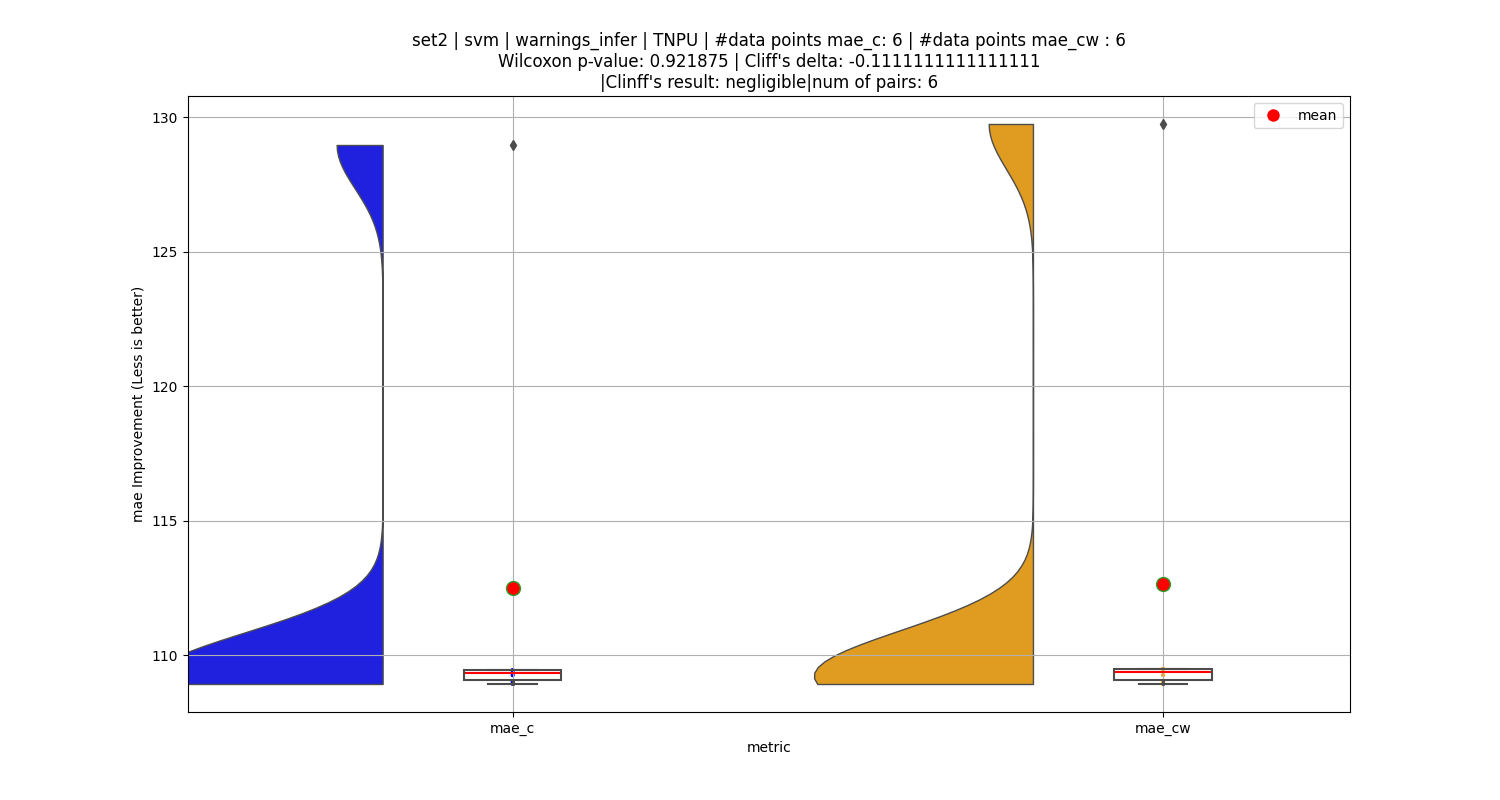 set2 | svm | warnings_infer | TNPU | #data points mae_c: 6 | #data points mae_cw : 6
Wilcoxon p-value: 0.921875 | Cliff's delta: -0.1111111111111111
|Clinff's result: negligible|num of pairs: 6
mean
130
125
120
115
110
mae Improvement (Less is better)
mae_c
mae_cw
metric